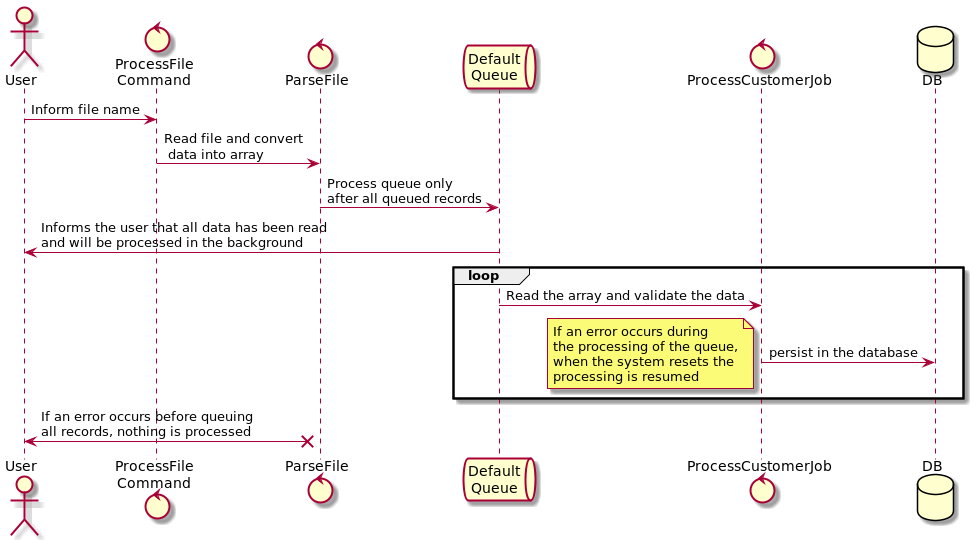 User
ProcessFile
Command
ParseFile
Default
Queue
ProcessCustomerJob
DB
Inform file name
Read file and convert
data into array
Process queue only
after all queued records
Informs the user that all data has been read
and will be processed in the background
loop
Read the array and validate the data
If an error occurs during
the processing of the queue,
when the system resets the
processing is resumed
persist in the database
If an error occurs before queuing
all records, nothing is processed
User
ProcessFile
Command
ParseFile
Default
Queue
ProcessCustomerJob
DB